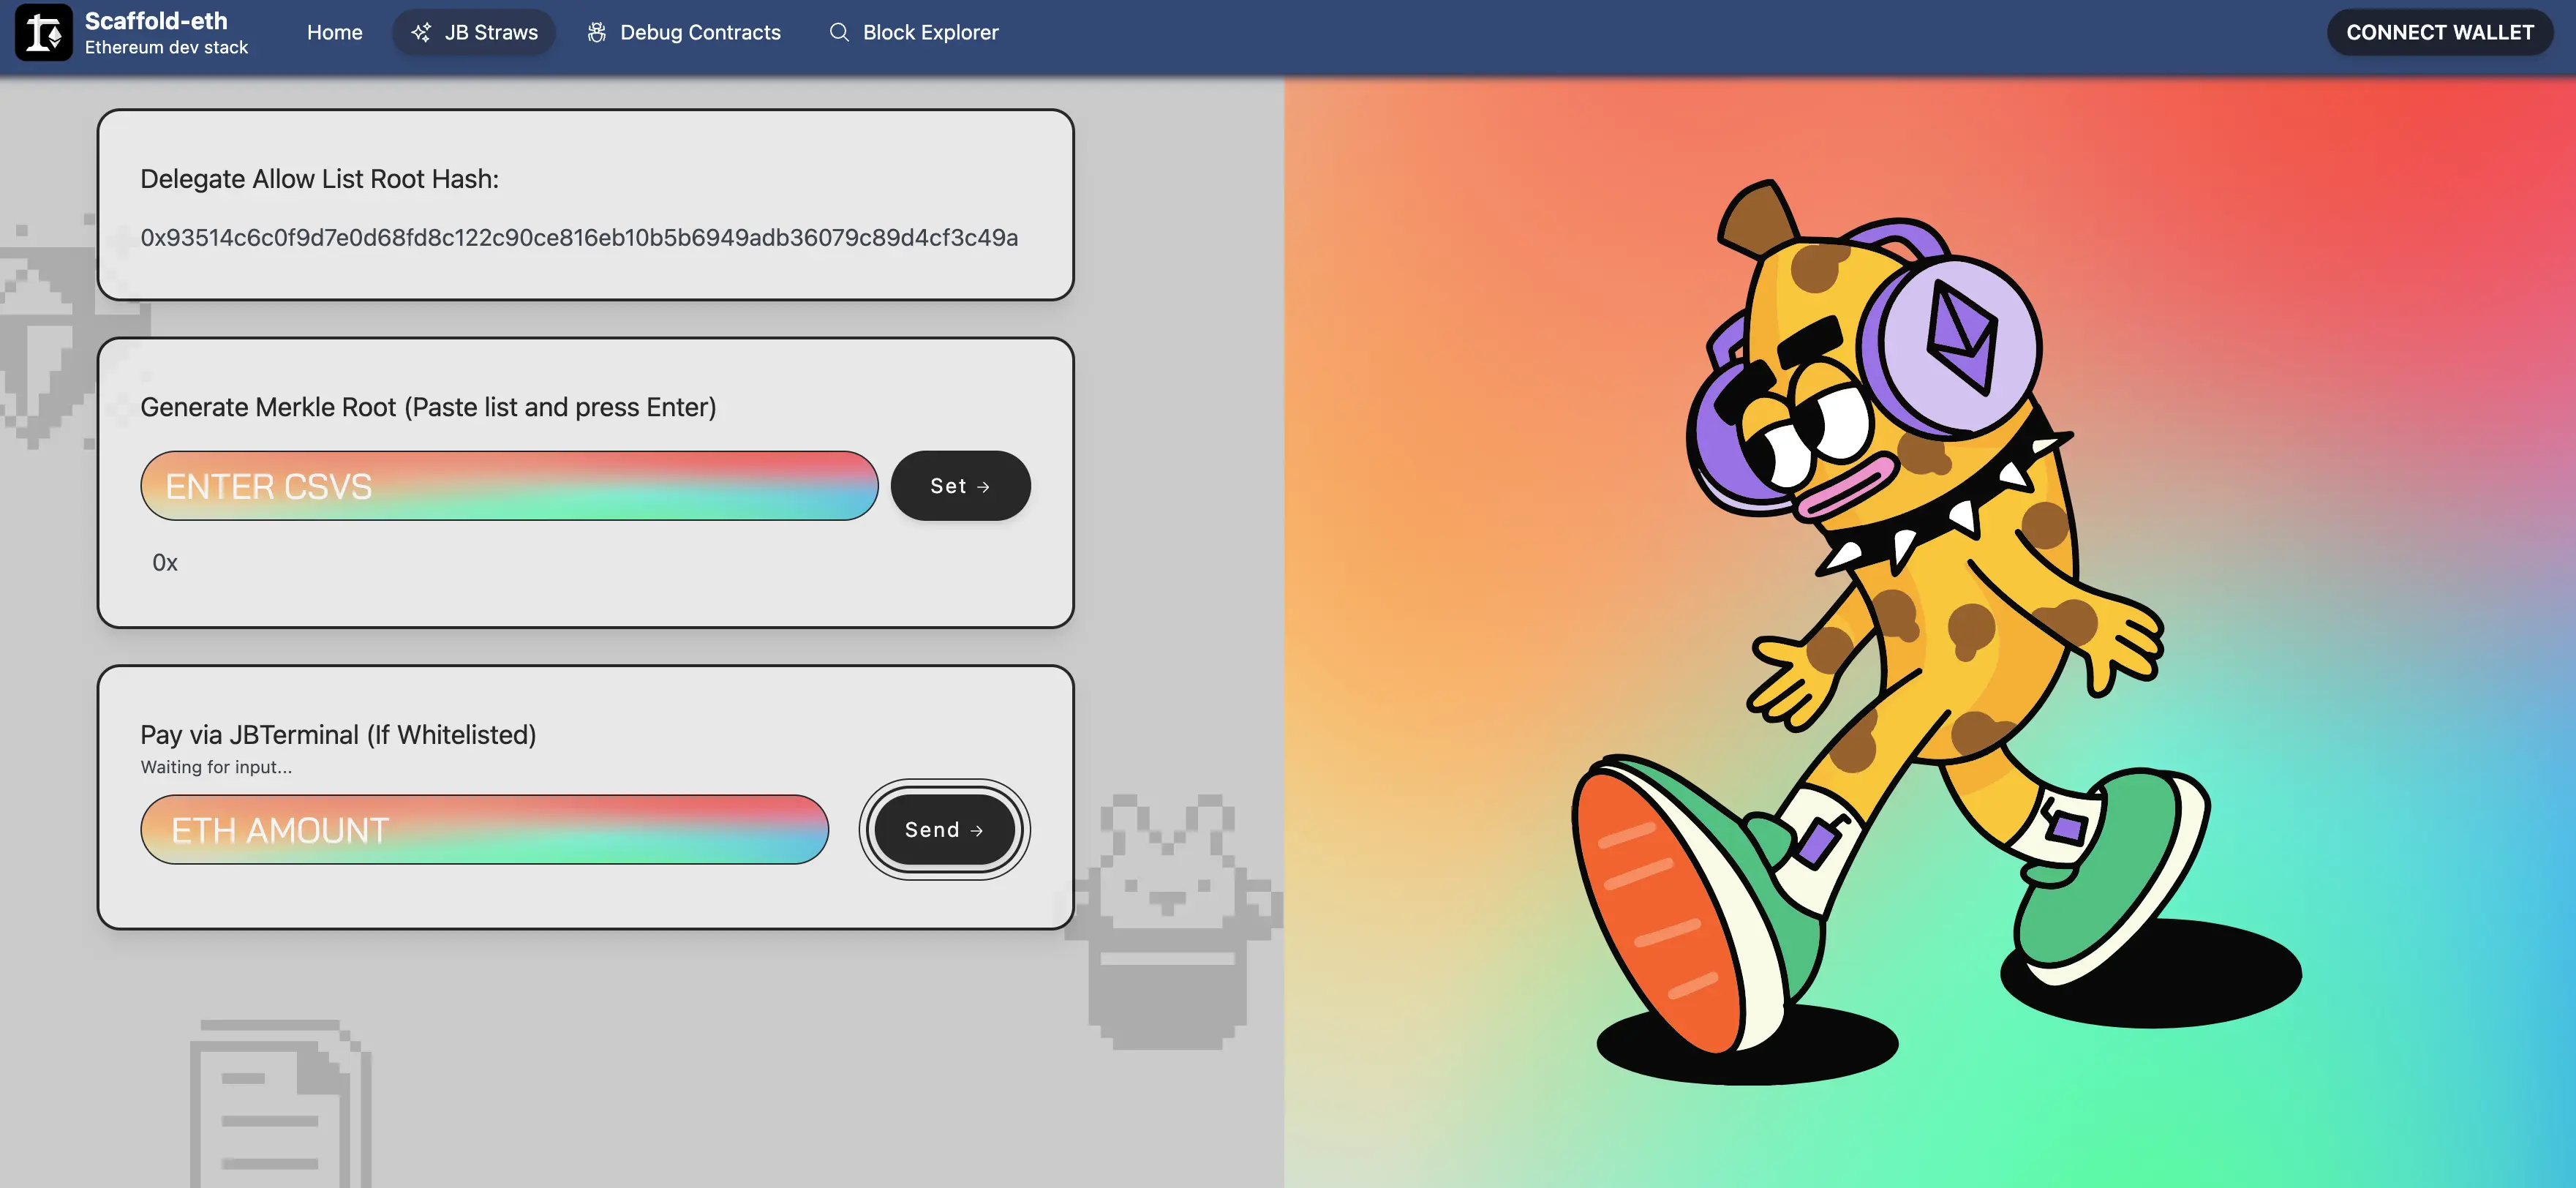 Scaffold-eth
Ethereum dev stack
Home
JB Straws
Debug Contracts
Block Explorer
CONNECT WALLET
Delegate Allow List Root Hash:
0x93514c6c0f9d7e0d68fd8c122c90ce816eb10b5b6949adb36079c89d4cf3c49a
Generate Merkle Root (Paste list and press Enter)
ENTER CSVS
Set →
0x
Pay via JBTerminal (If Whitelisted)
Waiting for input...
ETH AMOUNT
Send →